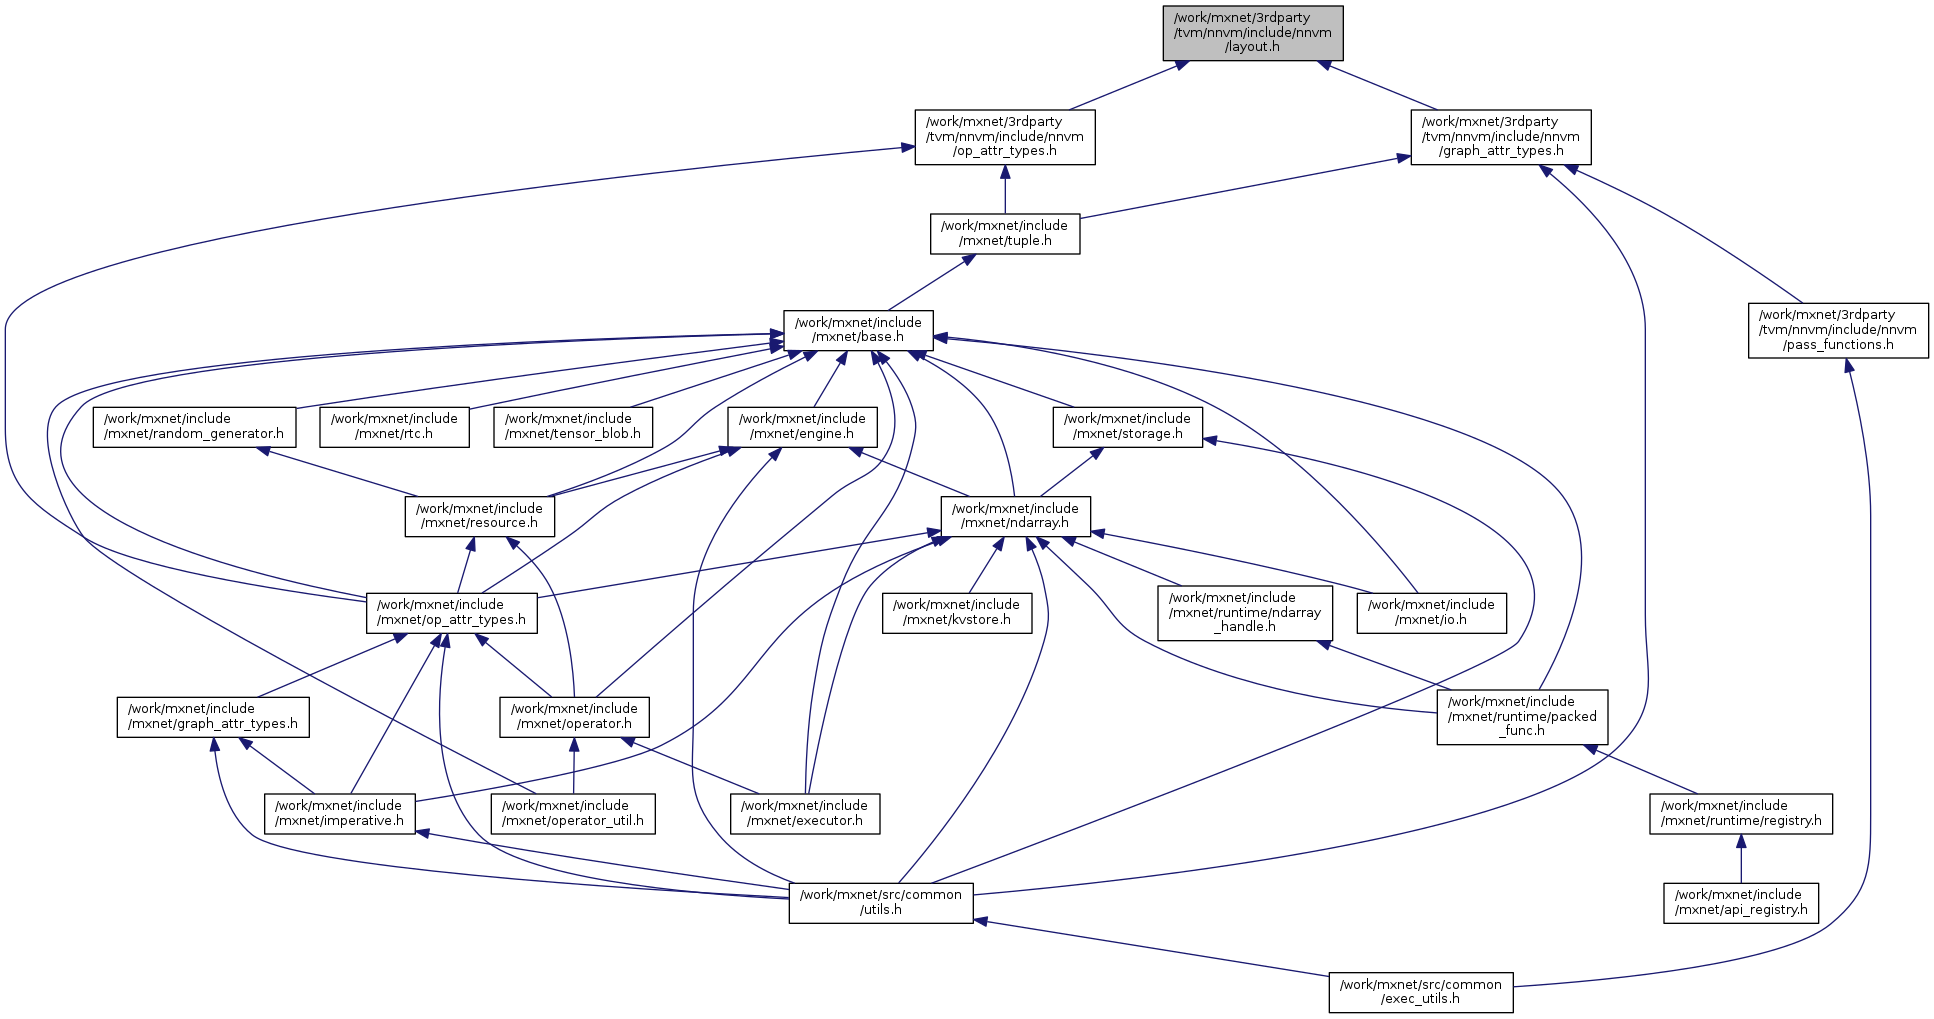 /work/mxnet/3rdparty
/tvm/nnvm/include/nnvm
/layout.h
/work/mxnet/3rdparty
/tvm/nnvm/include/nnvm
/op_attr_types.h
/work/mxnet/3rdparty
/tvm/nnvm/include/nnvm
/graph_attr_types.h
/work/mxnet/include
/mxnet/tuple.h
/work/mxnet/3rdparty
/tvm/nnvm/include/nnvm
/pass_functions.h
/work/mxnet/include
/mxnet/base.h
/work/mxnet/include
/mxnet/random_generator.h
/work/mxnet/include
/mxnet/rtc.h
/work/mxnet/include
/mxnet/tensor_blob.h
/work/mxnet/include
/mxnet/engine.h
/work/mxnet/include
/mxnet/storage.h
/work/mxnet/include
/mxnet/resource.h
/work/mxnet/include
/mxnet/ndarray.h
/work/mxnet/include
/mxnet/op_attr_types.h
/work/mxnet/include
/mxnet/kvstore.h
/work/mxnet/include
/mxnet/runtime/ndarray
_handle.h
/work/mxnet/include
/mxnet/io.h
/work/mxnet/include
/mxnet/graph_attr_types.h
/work/mxnet/include
/mxnet/operator.h
/work/mxnet/include
/mxnet/runtime/packed
_func.h
/work/mxnet/include
/mxnet/imperative.h
/work/mxnet/include
/mxnet/operator_util.h
/work/mxnet/include
/mxnet/executor.h
/work/mxnet/include
/mxnet/runtime/registry.h
/work/mxnet/src/common
/utils.h
/work/mxnet/include
/mxnet/api_registry.h
/work/mxnet/src/common
/exec_utils.h